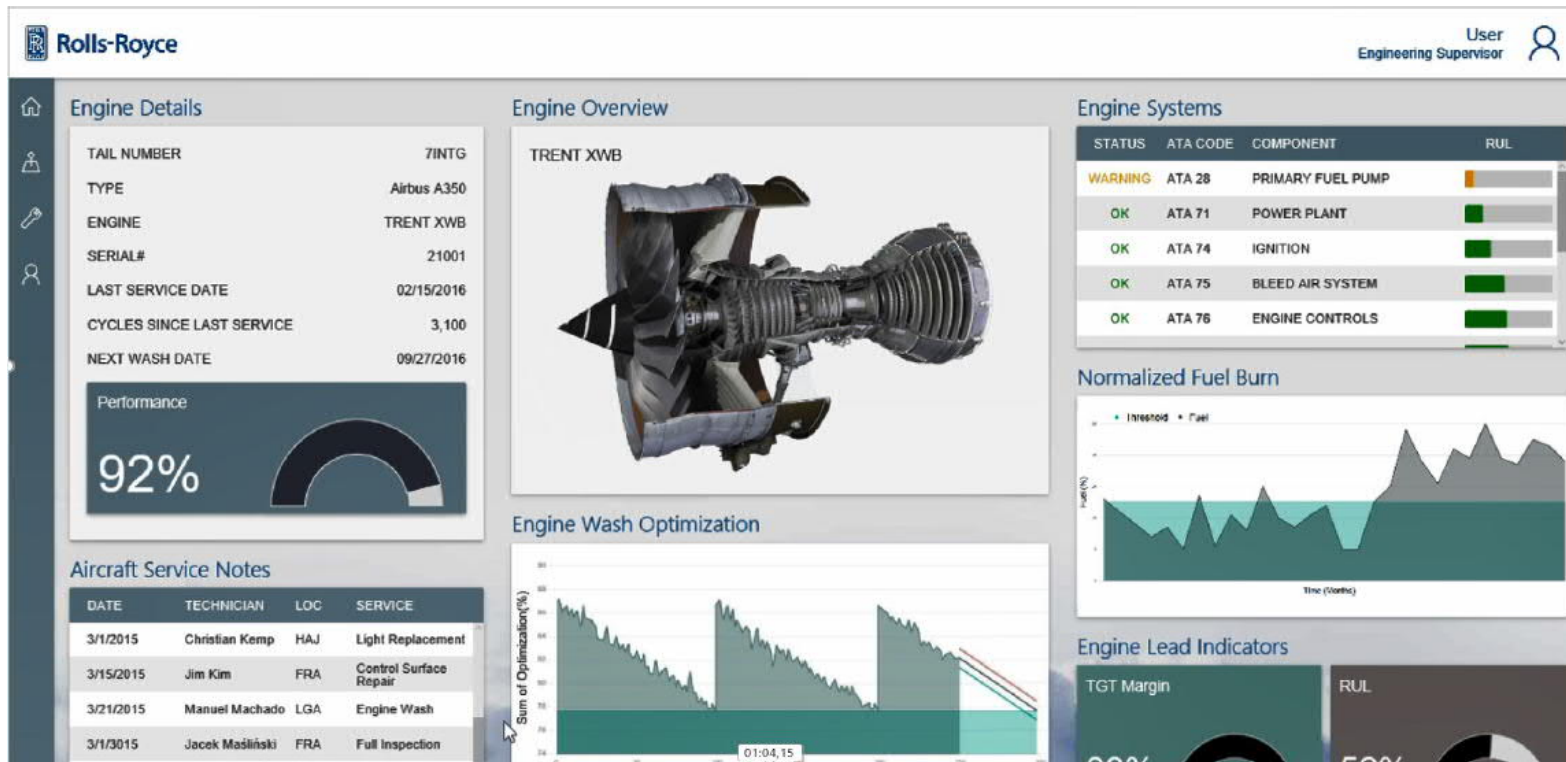 Rolls-Royce
User
Engineering Supervisor
Engine Details
TAIL NUMBER 7INTG
TYPE Airbus A350
ENGINE TRENT XWB
SERIAL# 21001
LAST SERVICE DATE 02/15/2016
CYCLES SINCE LAST SERVICE 3,100
NEXT WASH DATE 09/27/2016
Performance
92%
Aircraft Service Notes
DATE TECHNICIAN LOC SERVICE
3/1/2015 Christian Kemp HAJ Light Replacement
3/15/2015 Jim Kim FRA Control Surface
Repair
3/21/2015 Manuel Machado LGA Engine Wash
3/1/3015 Jacek Maśliński FRA Full Inspection
Engine Overview
TRENT XWB
Engine Wash Optimization
Sum of Optimization(%)
01:04,15
Engine Systems
STATUS ATA CODE COMPONENT RUL
WARNING ATA 28 PRIMARY FUEL PUMP
OK ATA 71 POWER PLANT
OK ATA 74 IGNITION
OK ATA 75 BLEED AIR SYSTEM
OK ATA 76 ENGINE CONTROLS
Normalized Fuel Burn
Threshold Fuel
Fuel(%)
Time (Months)
Engine Lead Indicators
TGT Margin
RUL